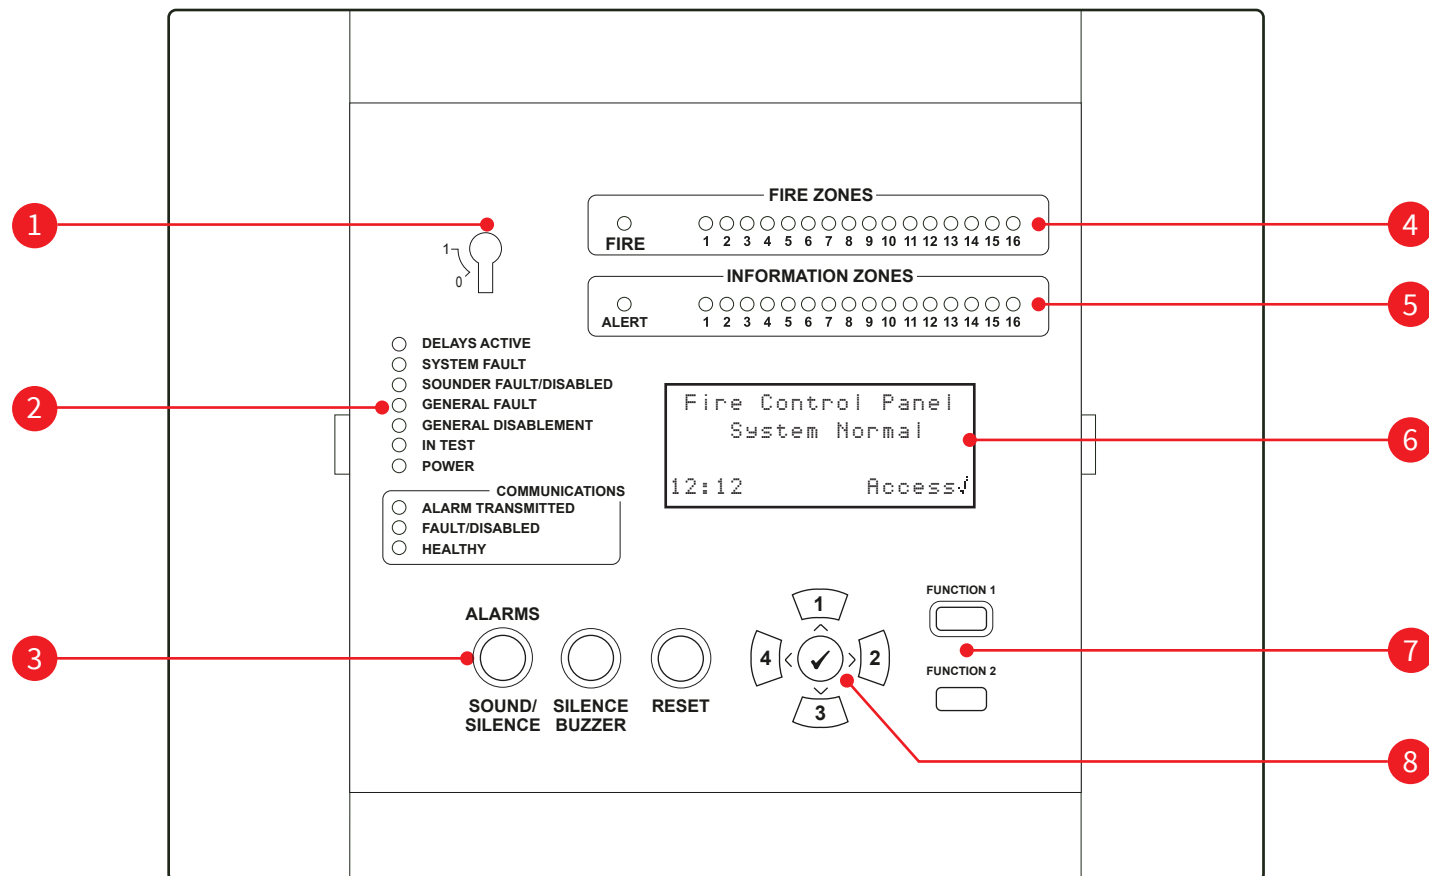 FIRE ZONES
1
FIRE
1 2 3 4 5 6 7 8 9 10 11 12 13 14 15 16
4
1
0
INFORMATION ZONES
ALERT
1 2 3 4 5 6 7 8 9 10 11 12 13 14 15 16
5
DELAYS ACTIVE
SYSTEM FAULT
SOUNDER FAULT/DISABLED
2
GENERAL FAULT
GENERAL DISABLEMENT
IN TEST
POWER
Fire Control Panel
System Normal
12:12 Access√
6
COMMUNICATIONS
ALARM TRANSMITTED
FAULT/DISABLED
HEALTHY
ALARMS
3
SOUND/
SILENCE
SILENCE
BUZZER
RESET
1
4 ✓ 2
3
FUNCTION 1
7
FUNCTION 2
8